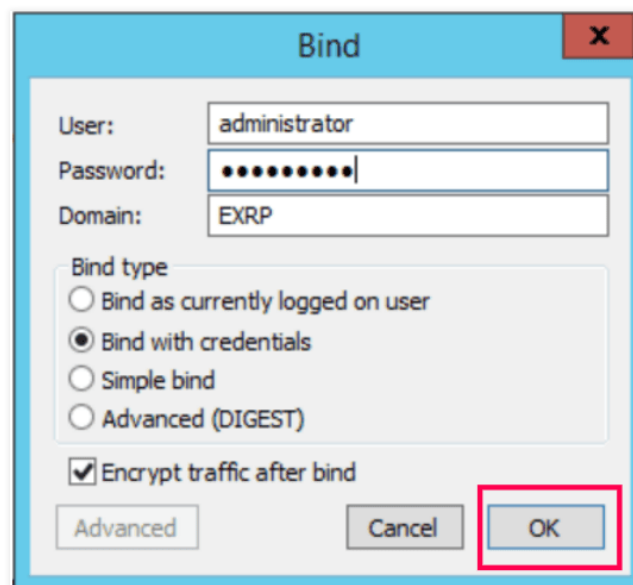 Bind
x
User: administrator
Password: •••••••••
Domain: EXRP
Bind type
Bind as currently logged on user
Bind with credentials
Simple bind
Advanced (DIGEST)
Encrypt traffic after bind
Advanced Cancel OK